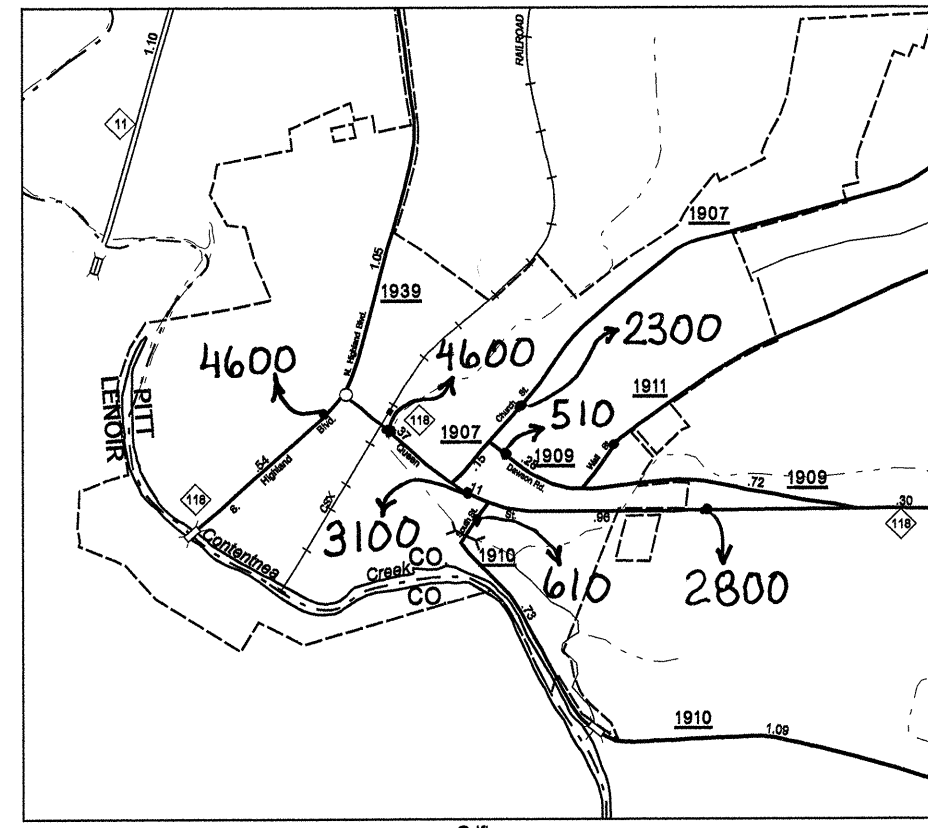 1.10
RAILROAD
11
1907
1.05
1939
N. Highland Blvd.
4600
4600
2300
PITT
LENOIR
Church St.
1911
118
.37
Queen
1907
510
Blvd.
.54
Highland
S.
.15
.26
1909
Dawson Rd.
Wall
.72
1909
.30
118
118
CSX
.11
St.
.96
3100
South St.
1910
Contentnea
Creek
CO
CO
610
2800
.73
1910
1.09